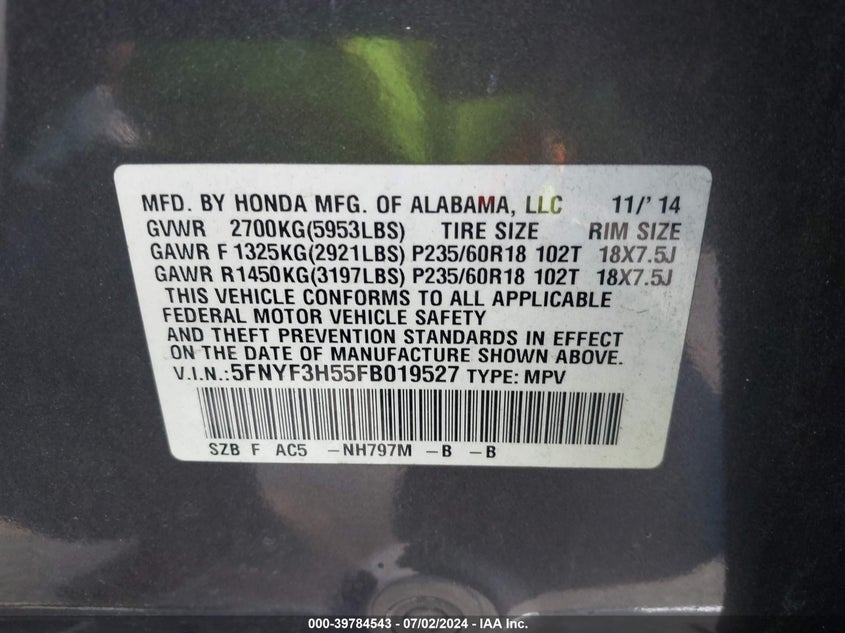 MFD. BY HONDA MFG. OF ALABAMA, LLC 11/' 14
GVWR 2700KG(5953LBS) TIRE SIZE RIM SIZE
GAWR F 1325KG(2921LBS) P235/60R18 102T 18X7.5J
GAWR R1450KG(3197LBS) P235/60R18 102T 18X7.5J
THIS VEHICLE CONFORMS TO ALL APPLICABLE
FEDERAL MOTOR VEHICLE SAFETY
AND THEFT PREVENTION STANDARDS IN EFFECT
ON THE DATE OF MANUFACTURE SHOWN ABOVE.
V.I.N.:5FNYF3H55FB019527 TYPE: MPV
SZB F AC5 -NH797M -B -B
000-39784543 - 07/02/2024 - IAA Inc.